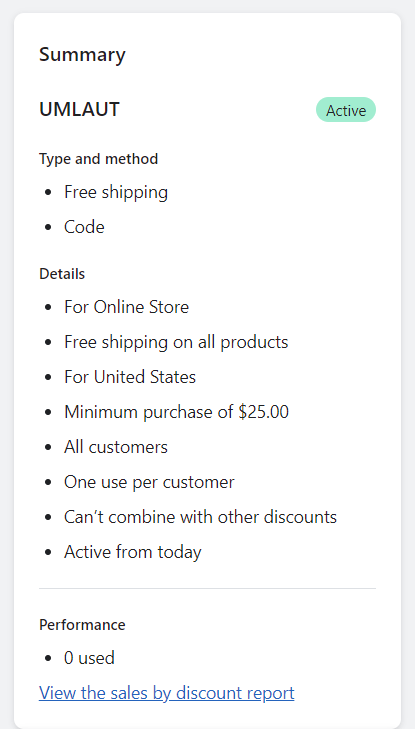 Summary
UMLAUT
Active
Type and method
Free shipping
Code
Details
For Online Store
Free shipping on all products
For United States
Minimum purchase of $25.00
All customers
One use per customer
Can't combine with other discounts
Active from today
Performance
0 used
View the sales by discount report